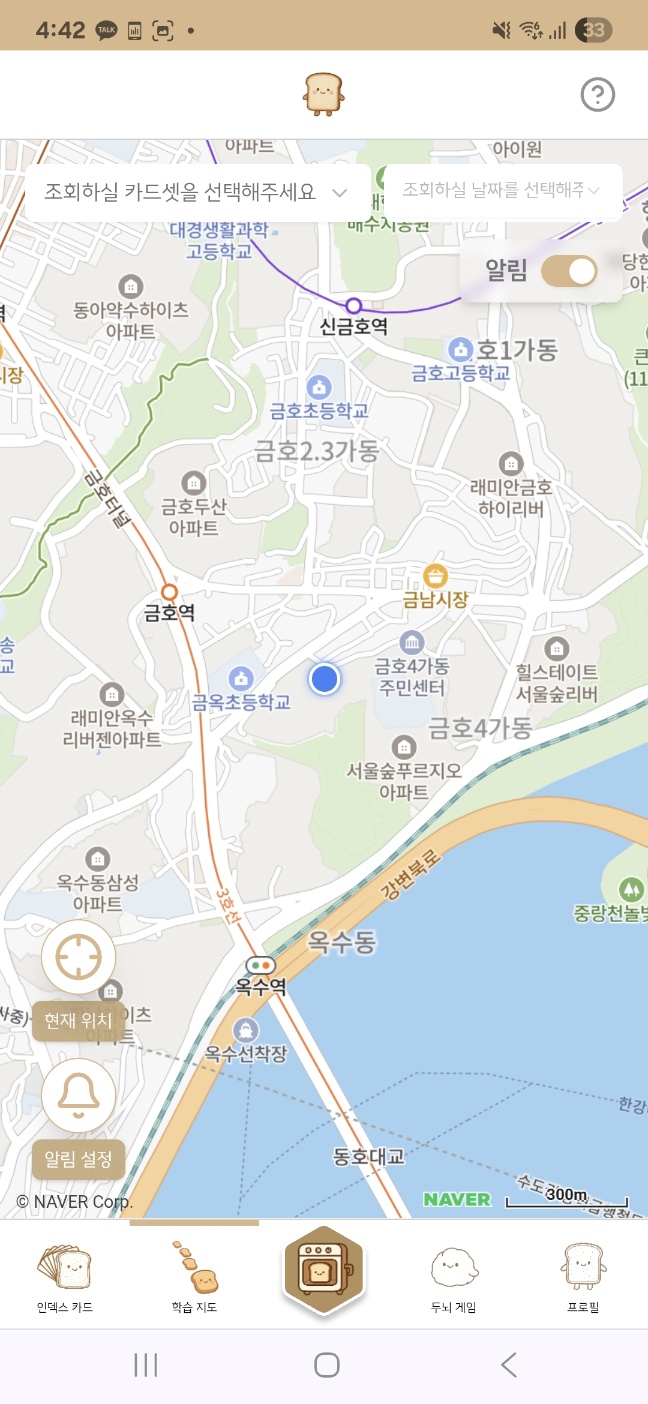 4:42
TALK
33
아파트
아이원
조회하실 카드셋을 선택해주세요
조회하실 날짜를 선택해주
대경생활과학
고등학교
매수지공원
알림
당한
동아약수하이츠
아파트
신금호역
호1가동
금호고등학교
시장
(11
금호초등학교
금호2.3가동
래미안금호
하이리버
금호두산
아파트
금호터널
금남시장
금호역
금호4가동
주민센터
힐스테이트
서울숲리버
송
교
금옥초등학교
래미안옥수
리버젠아파트
금호4가동
서울숲푸르지오
아파트
강변북로
옥수동삼성
아파트
3호선
중랑천놀빛
옥수동
옥수역
현재 위치
이츠
아파트
사중)
옥수선착장
알림 설정
한강
동호대교
© NAVER Corp.
NAVER
300m
인덱스 카드
학습 지도
두뇌 게임
프로필